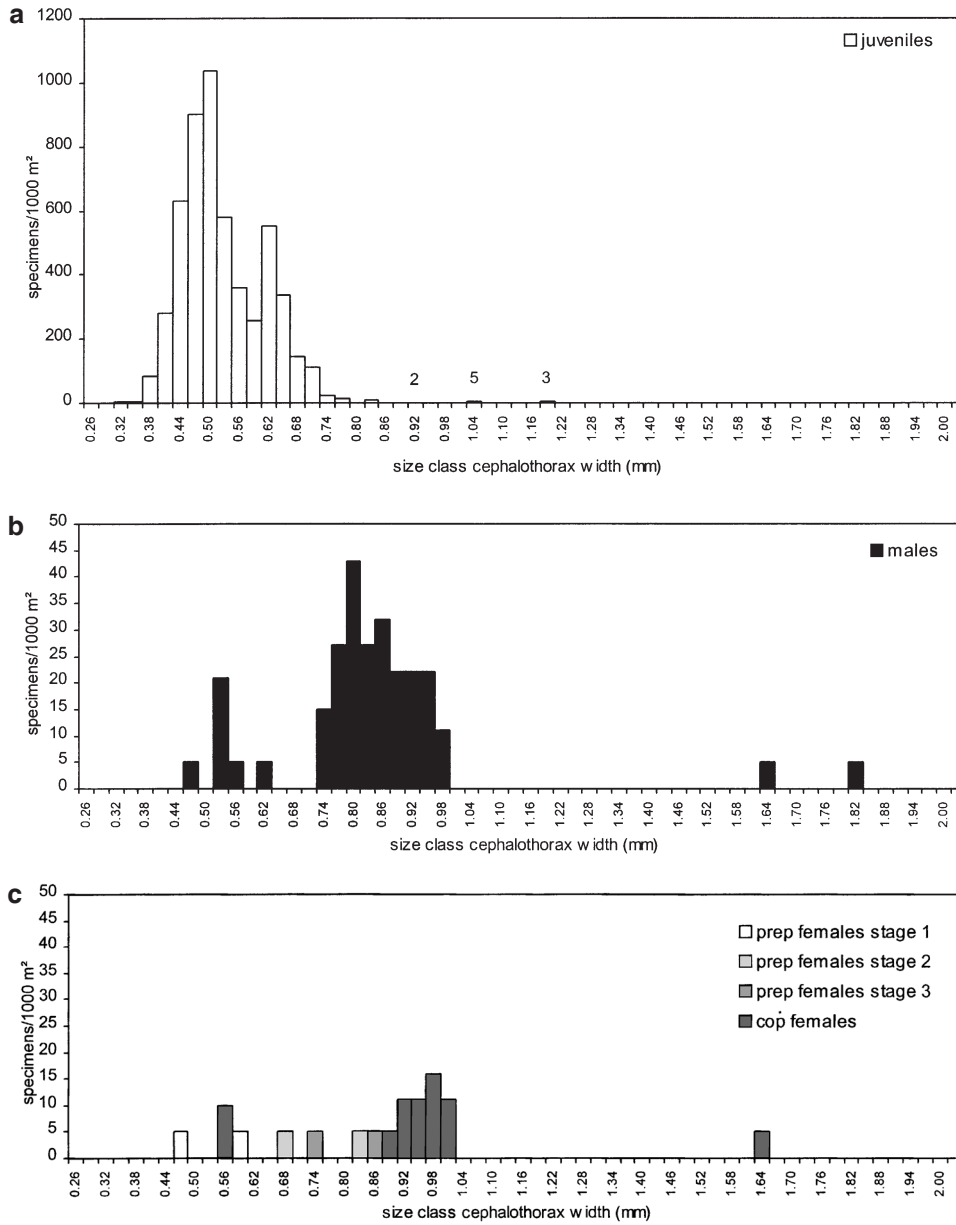 a
1200
1000
800
600
400
200
0
specimens/1000 m²
juveniles
2 5 3
0.26 0.32 0.38 0.44 0.50 0.56 0.62 0.68 0.74 0.80 0.86 0.92 0.98 1.04 1.10 1.16 1.22 1.28 1.34 1.40 1.46 1.52 1.58 1.64 1.70 1.76 1.82 1.88 1.94 2.00
size class cephalothorax width (mm)
b
50
45
40
35
30
25
20
15
10
5
0
specimens/1000 m²
males
0.26 0.32 0.38 0.44 0.50 0.56 0.62 0.68 0.74 0.80 0.86 0.92 0.98 1.04 1.10 1.16 1.22 1.28 1.34 1.40 1.46 1.52 1.58 1.64 1.70 1.76 1.82 1.88 1.94 2.00
size class cephalothorax width (mm)
c
50
45
40
35
30
25
20
15
10
5
0
specimens/1000 m²
prep females stage 1
prep females stage 2
prep females stage 3
cop females
0.26 0.32 0.38 0.44 0.50 0.56 0.62 0.68 0.74 0.80 0.86 0.92 0.98 1.04 1.10 1.16 1.22 1.28 1.34 1.40 1.46 1.52 1.58 1.64 1.70 1.76 1.82 1.88 1.94 2.00
size class cephalothorax width (mm)